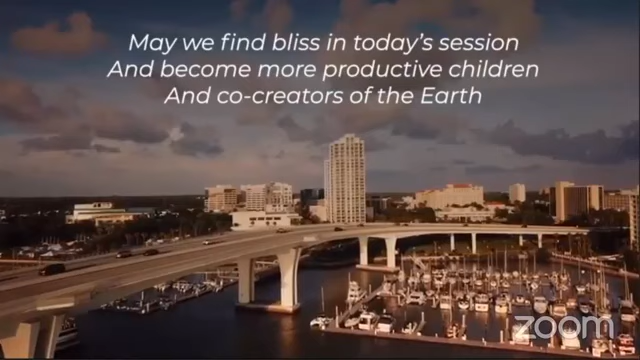 May we find bliss in today's session
And become more productive children
And co-creators of the Earth
zoom